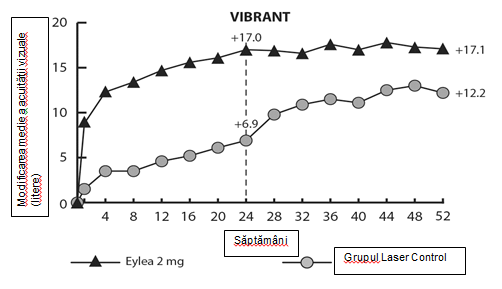 VIBRANT
Modificarea medie a acuității vizuale
(litere)
20
15
10
5
0
+17.0
+17.1
+12.2
+6.9
4 8 12 16 20 24 28 32 36 40 44 48 52
Săptămâni
Eylea 2 mg
Grupul Laser Control